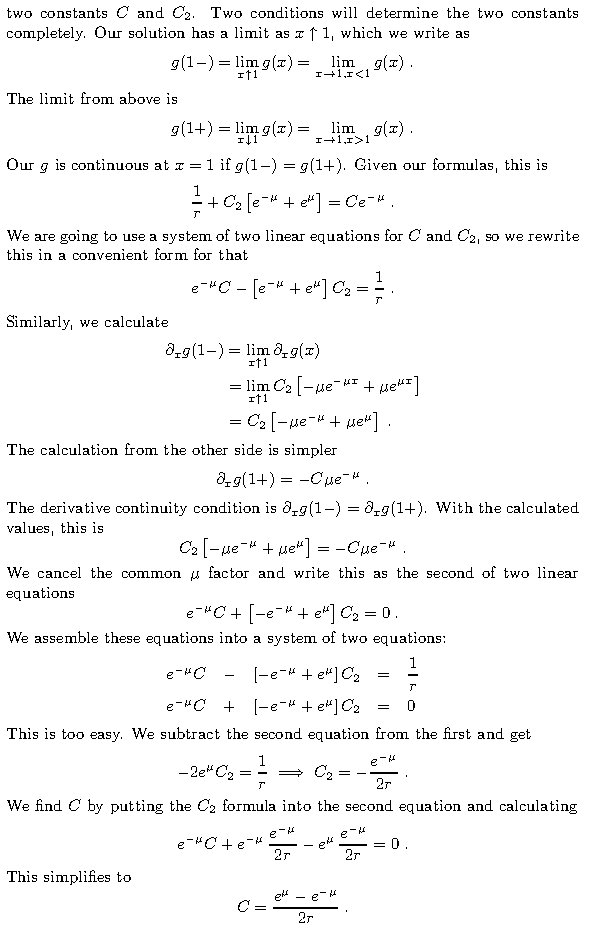 two constants C and C₂. Two conditions will determine the two constants
completely. Our solution has a limit as x ↑ 1, which we write as
g(1−) = lim_{x↑1} g(x) = lim_{x→1,x<1} g(x) .
The limit from above is
g(1+) = lim_{x↓1} g(x) = lim_{x→1,x>1} g(x) .
Our g is continuous at x = 1 if g(1−) = g(1+). Given our formulas, this is
1/r + C₂ [e^{−μ} + e^{μ}] = Ce^{−μ} .
We are going to use a system of two linear equations for C and C₂, so we rewrite
this in a convenient form for that
e^{−μ}C − [e^{−μ} + e^{μ}] C₂ = 1/r .
Similarly, we calculate
∂ₓg(1−) = lim_{x↑1} ∂ₓg(x)
= lim_{x↑1} C₂ [−μe^{−μx} + μe^{μx}]
= C₂ [−μe^{−μ} + μe^{μ}] .
The calculation from the other side is simpler
∂ₓg(1+) = −Cμe^{−μ} .
The derivative continuity condition is ∂ₓg(1−) = ∂ₓg(1+). With the calculated
values, this is
C₂ [−μe^{−μ} + μe^{μ}] = −Cμe^{−μ} .
We cancel the common μ factor and write this as the second of two linear
equations
e^{−μ}C + [−e^{−μ} + e^{μ}] C₂ = 0 .
We assemble these equations into a system of two equations:
e^{−μ}C − [−e^{−μ} + e^{μ}] C₂ = 1/r
e^{−μ}C + [−e^{−μ} + e^{μ}] C₂ = 0
This is too easy. We subtract the second equation from the first and get
−2e^{μ}C₂ = 1/r ⟹ C₂ = −e^{−μ}/2r .
We find C by putting the C₂ formula into the second equation and calculating
e^{−μ}C + e^{−μ} e^{−μ}/2r − e^{μ} e^{−μ}/2r = 0 .
This simplifies to
C = (e^{μ} − e^{−μ})/2r .